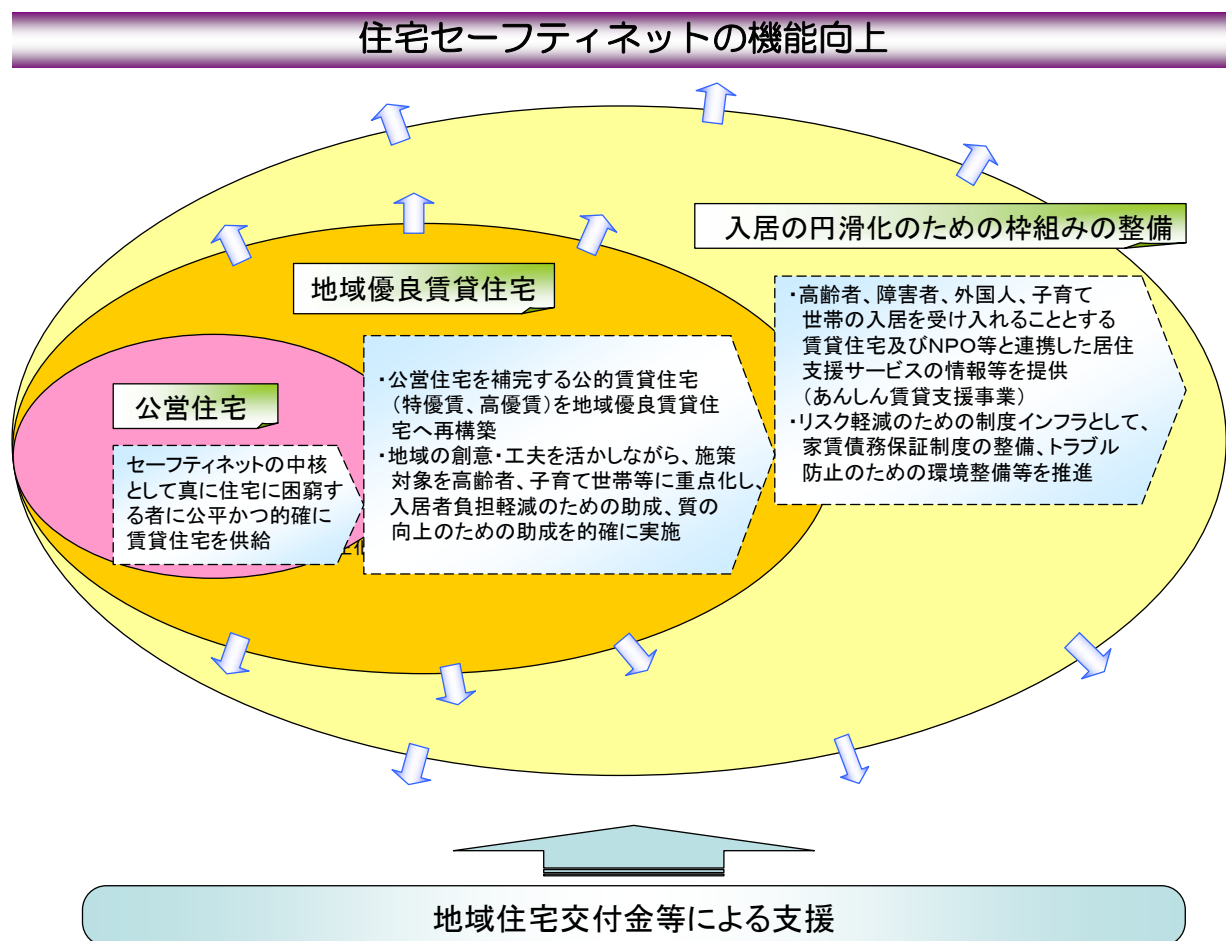 住宅セーフティネットの機能向上
入居の円滑化のための枠組みの整備
・高齢者、障害者、外国人、子育て
世帯の入居を受け入れることとする
賃貸住宅及びNPO等と連携した居住
支援サービスの情報等を提供
（あんしん賃貸支援事業）
・リスク軽減のための制度インフラとして、
家賃債務保証制度の整備、トラブル
防止のための環境整備等を推進
地域優良賃貸住宅
・公営住宅を補完する公的賃貸住宅
（特優賃、高優賃）を地域優良賃貸住
宅へ再構築
・地域の創意・工夫を活かしながら、施策
対象を高齢者、子育て世帯等に重点化し、
入居者負担軽減のための助成、質の
向上のための助成を的確に実施
公営住宅
セーフティネットの中核
として真に住宅に困窮す
る者に公平かつ的確に
賃貸住宅を供給
地域住宅交付金等による支援